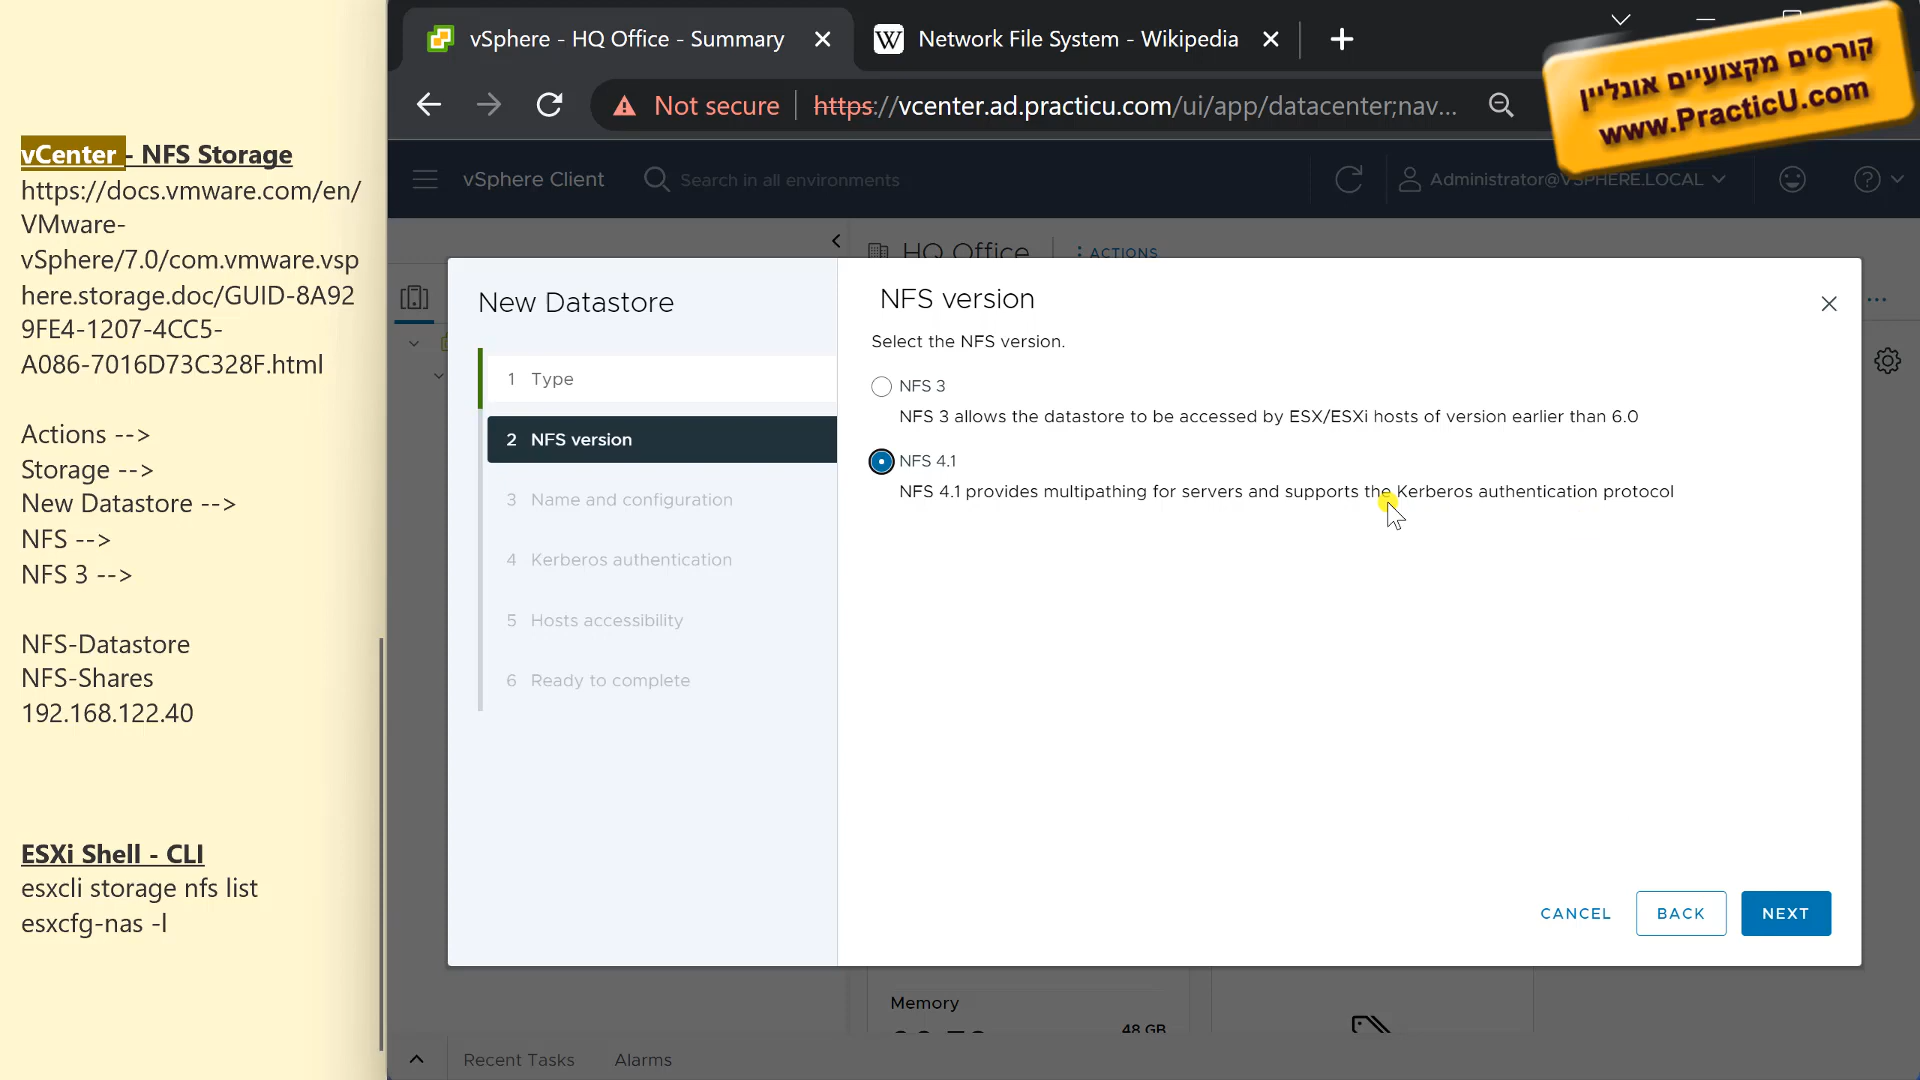 vCenter - NFS Storage
https://docs.vmware.com/en/
VMware-
vSphere/7.0/com.vmware.vsp
here.storage.doc/GUID-8A92
9FE4-1207-4CC5-
A086-7016D73C328F.html
Actions -->
Storage -->
New Datastore -->
NFS -->
NFS 3 -->
NFS-Datastore
NFS-Shares
192.168.122.40
ESXi Shell - CLI
esxcli storage nfs list
esxcfg-nas -l
vSphere - HQ Office - Summary
Network File System - Wikipedia
Not secure
https://vcenter.ad.practicu.com/ui/app/datacenter;nav...
קורסים מקצועיים אונליין
www.PracticU.com
vSphere Client
Search in all environments
Administrator@VSPHERE.LOCAL
HQ Office
ACTIONS
New Datastore
1 Type
2 NFS version
3 Name and configuration
4 Kerberos authentication
5 Hosts accessibility
6 Ready to complete
NFS version
Select the NFS version.
NFS 3
NFS 3 allows the datastore to be accessed by ESX/ESXi hosts of version earlier than 6.0
NFS 4.1
NFS 4.1 provides multipathing for servers and supports the Kerberos authentication protocol
CANCEL
BACK
NEXT
Memory
48 GB
Recent Tasks
Alarms